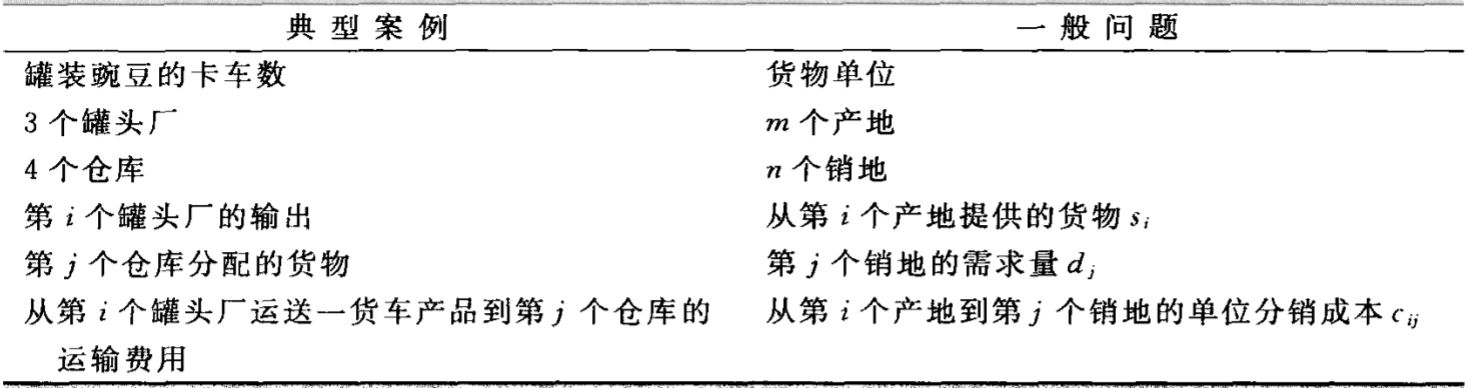 典型案例 一般问题
罐装豌豆的卡车数 货物单位
3 个罐头厂 m 个产地
4 个仓库 n 个销地
第 i 个罐头厂的输出 从第 i 个产地提供的货物 sᵢ
第 j 个仓库分配的货物 第 j 个销地的需求量 dⱼ
从第 i 个罐头厂运送一货车产品到第 j 个仓库的 从第 i 个产地到第 j 个销地的单位分销成本 cᵢⱼ
运输费用